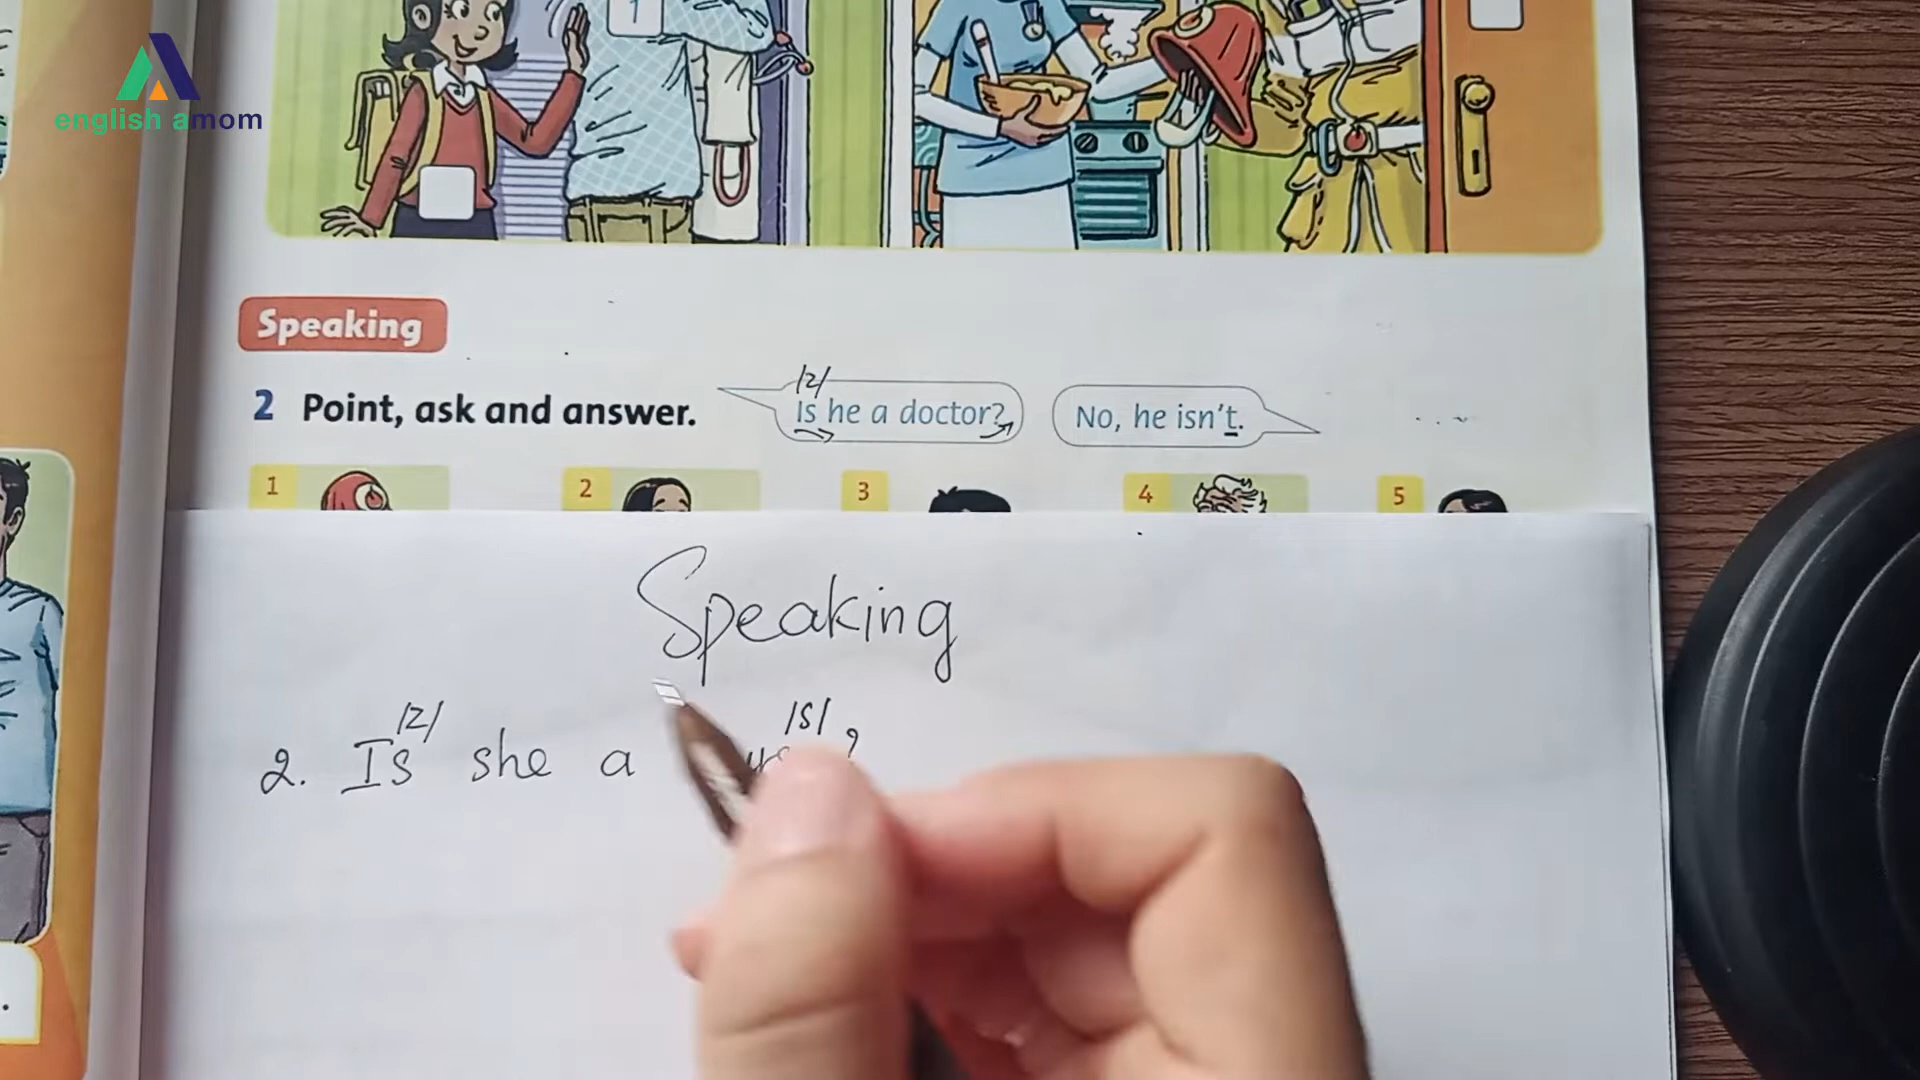 english amom
1
Speaking
2 Point, ask and answer.
/z/
Is he a doctor?
No, he isn't.
1 2 3 4 5
Speaking
/z/ /s/
2. Is she a ?